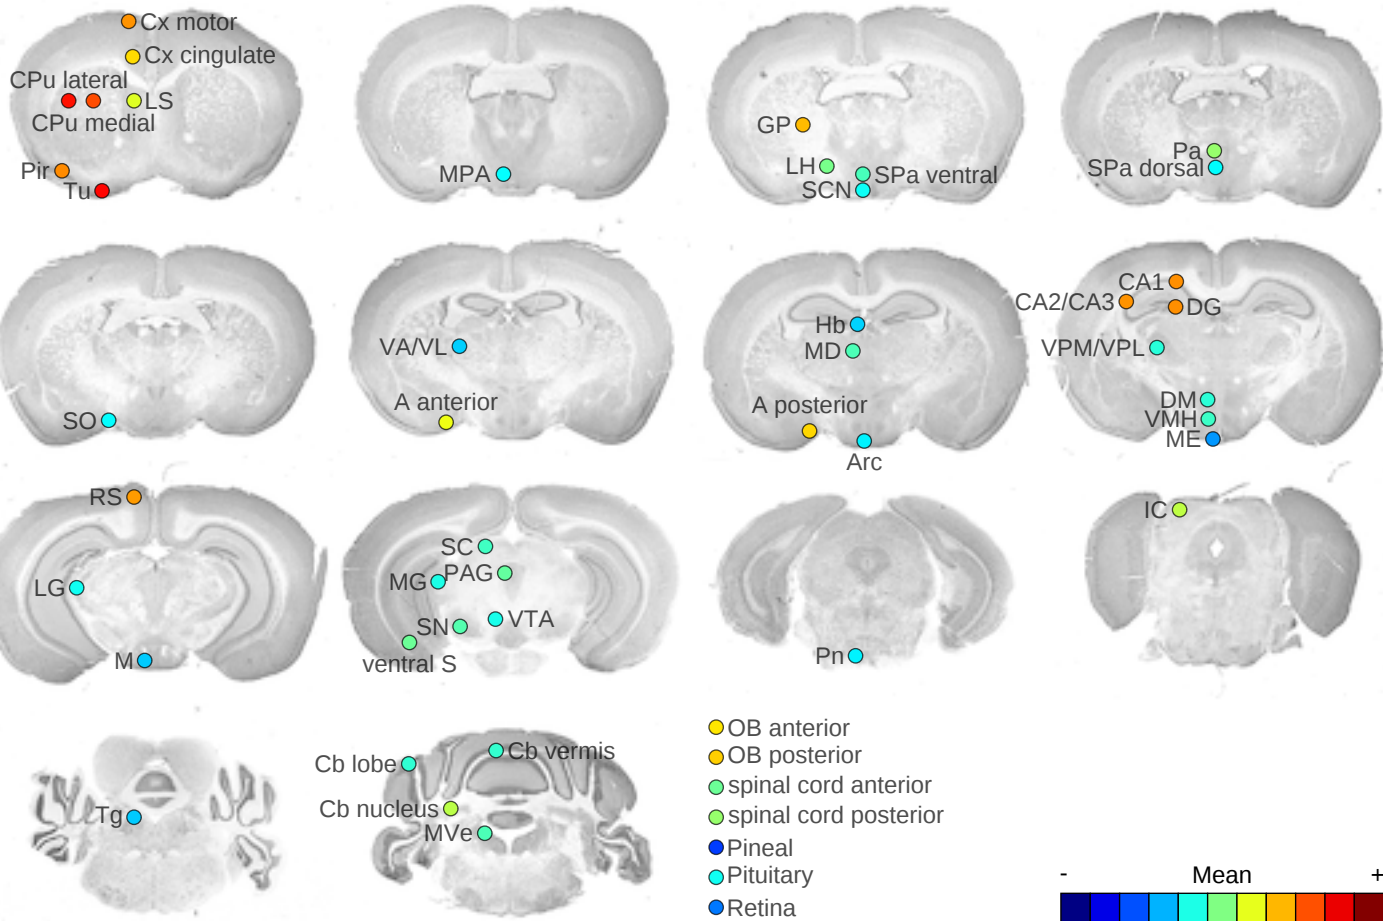 Cx motor
Cx cingulate
CPu lateral
LS
CPu medial
Pir
Tu
MPA
GP
LH
SPa ventral
SCN
Pa
SPa dorsal
SO
VA/VL
A anterior
Hb
MD
A posterior
Arc
CA1
CA2/CA3
DG
VPM/VPL
DM
VMH
ME
RS
LG
M
SC
PAG
MG
VTA
SN
ventral S
Pn
IC
Tg
Cb lobe
Cb vermis
Cb nucleus
MVe
OB anterior
OB posterior
spinal cord anterior
spinal cord posterior
Pineal
Pituitary
Retina
- Mean +